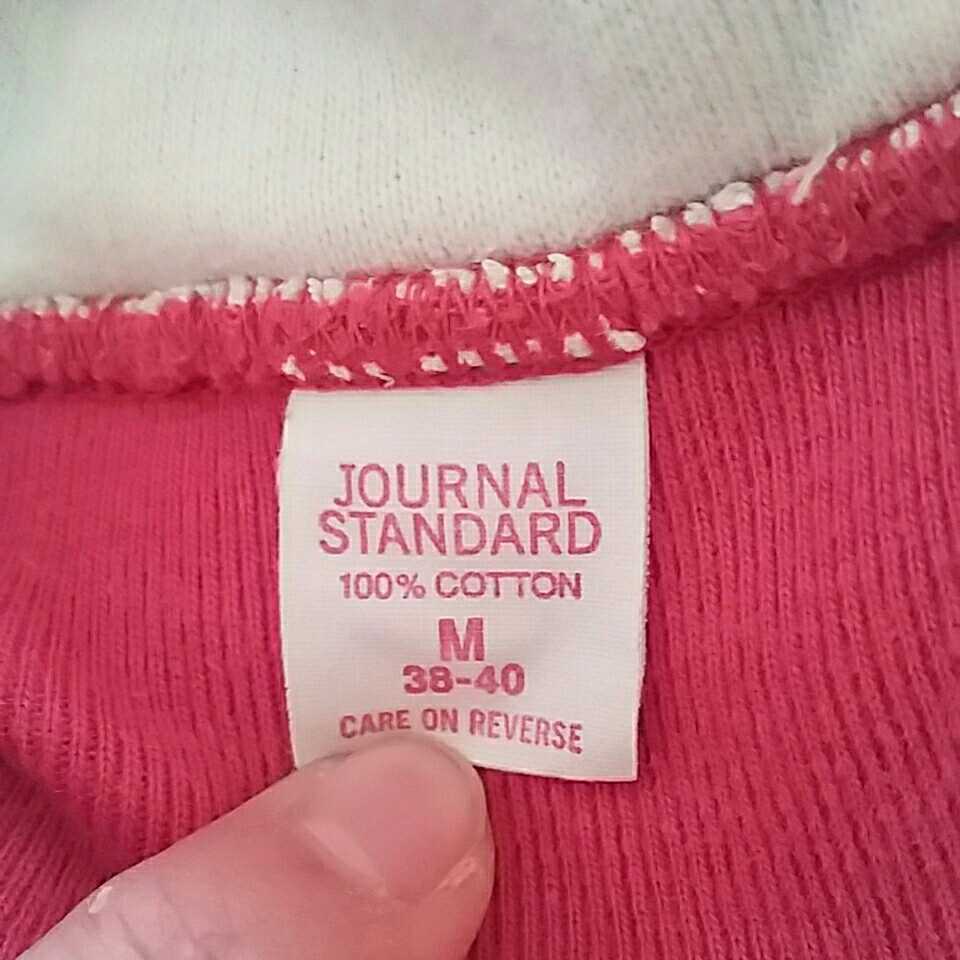 JOURNAL
STANDARD
100% COTTON
M
38-40
CARE ON REVERSE